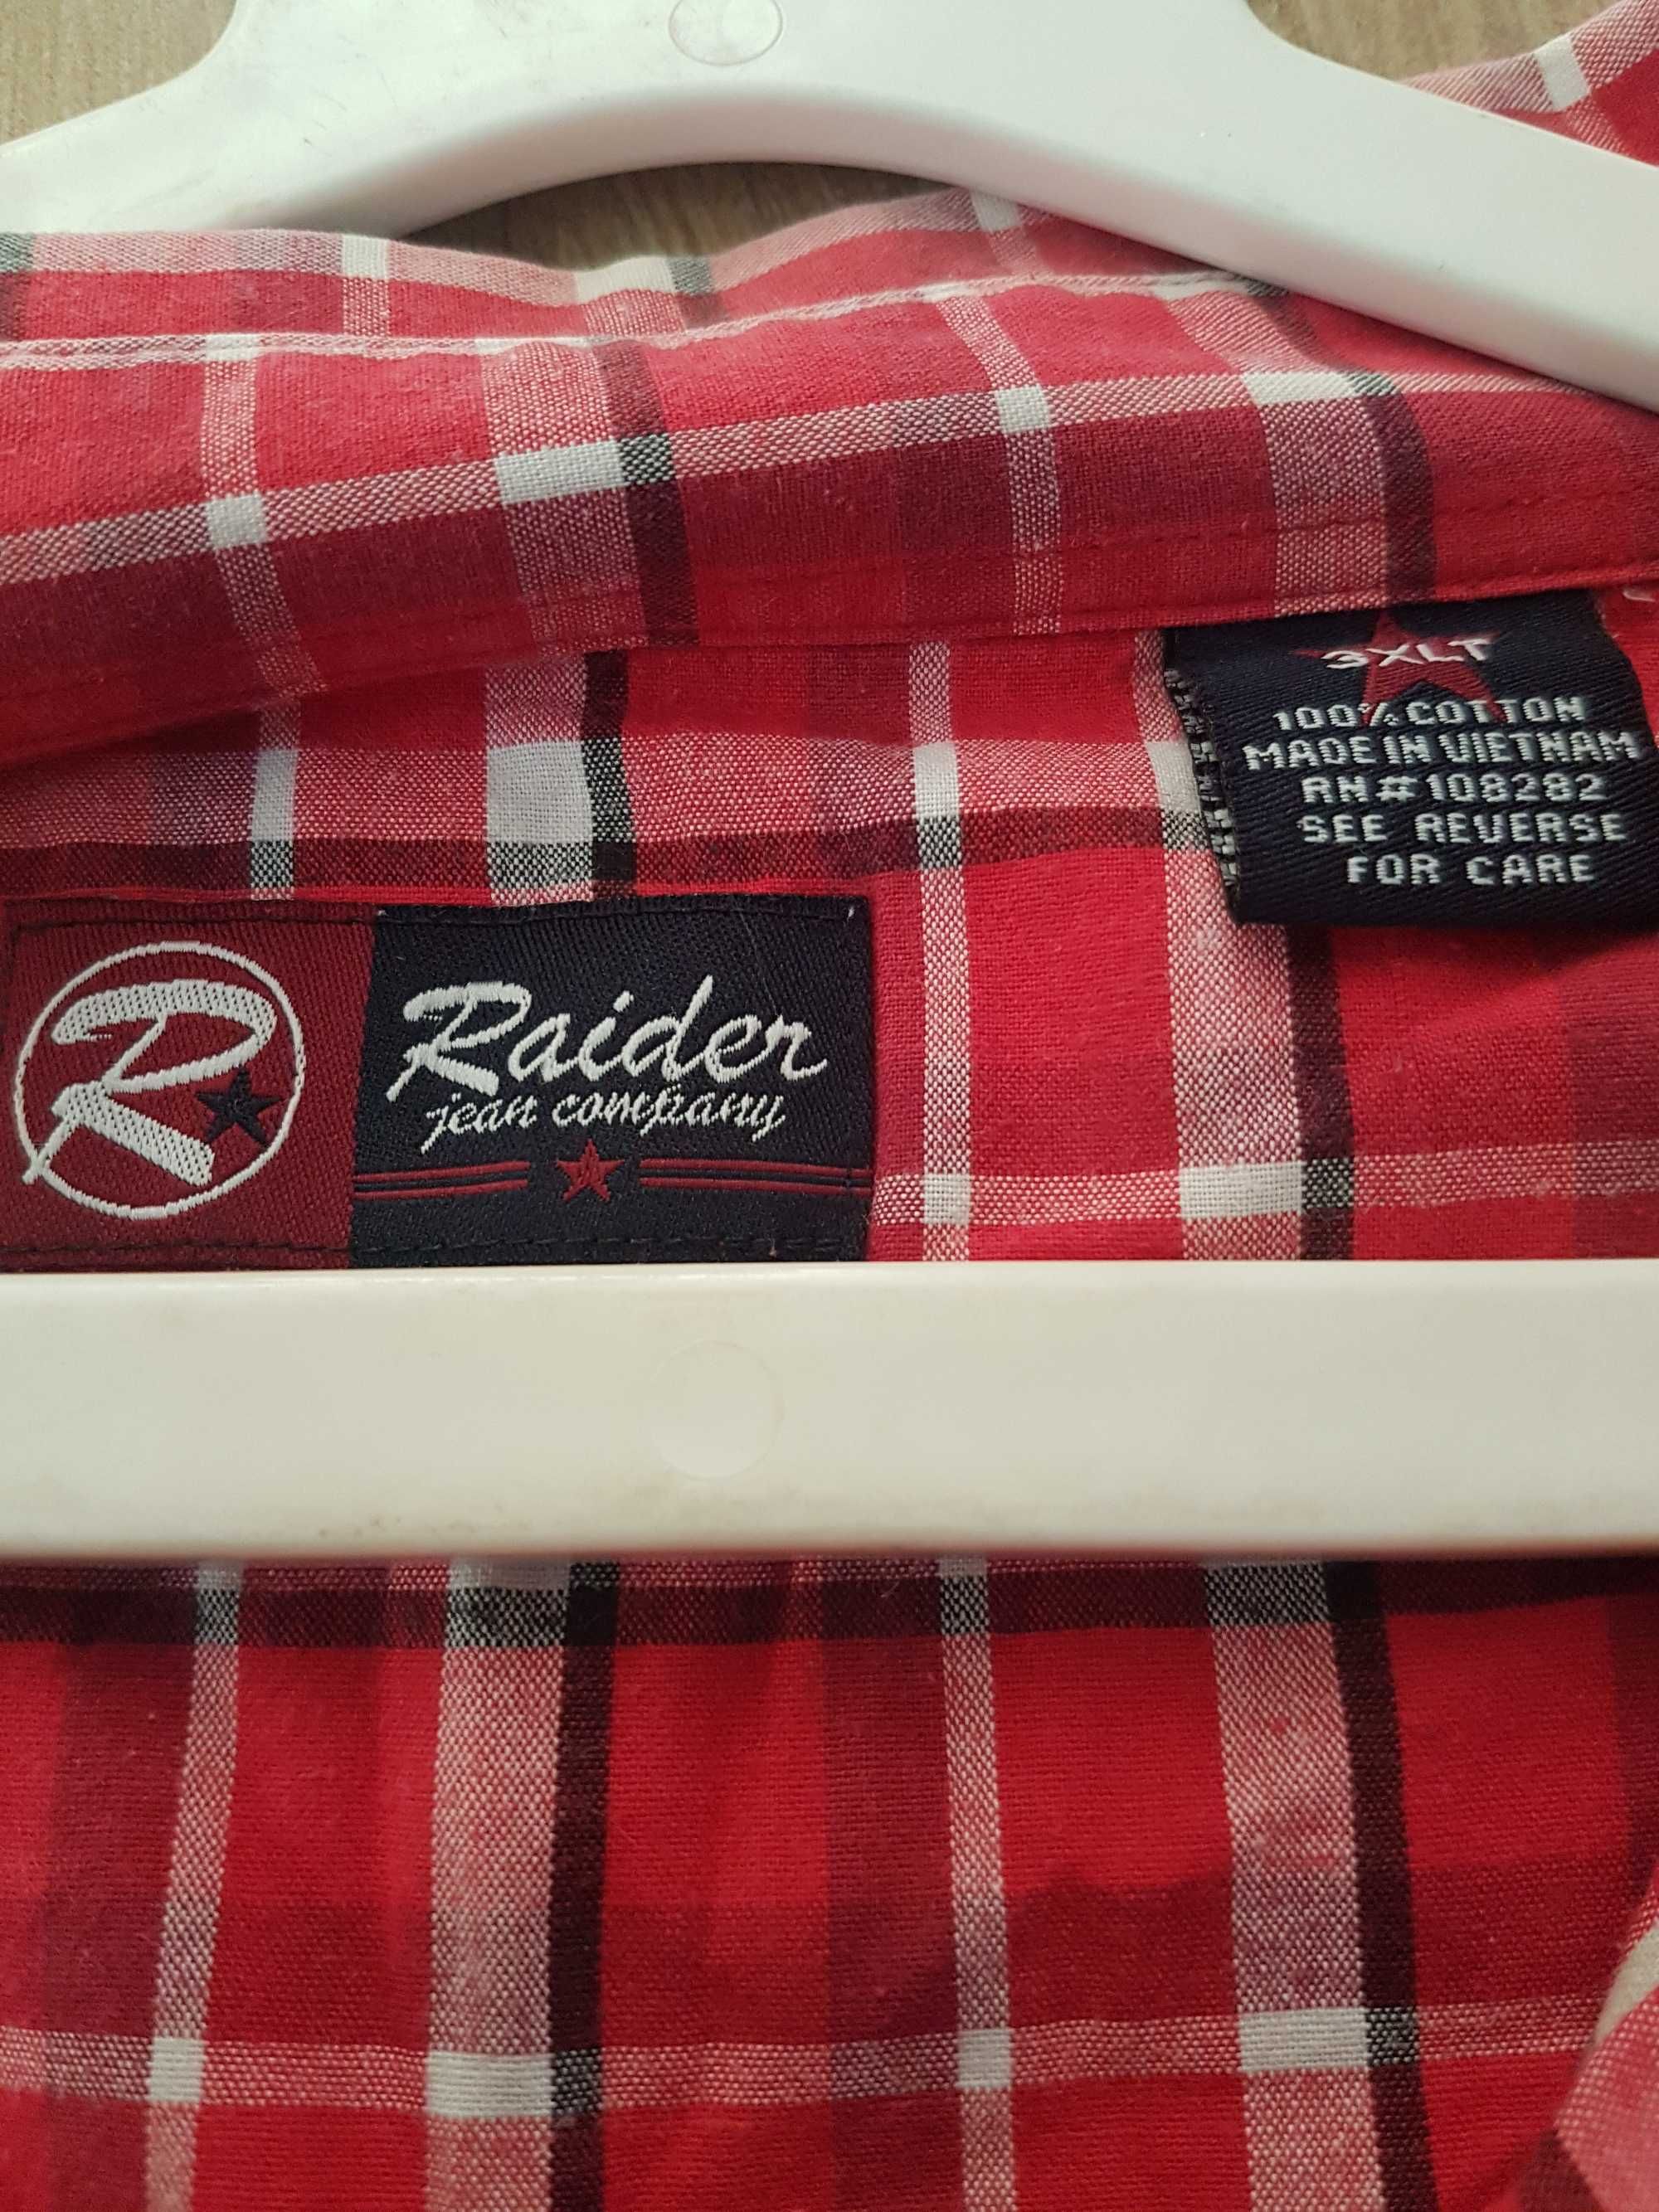 3XLT
100% COTTON
MADE IN VIETNAM
RN#108282
SEE REVERSE
FOR CARE
R
Raider
jean company